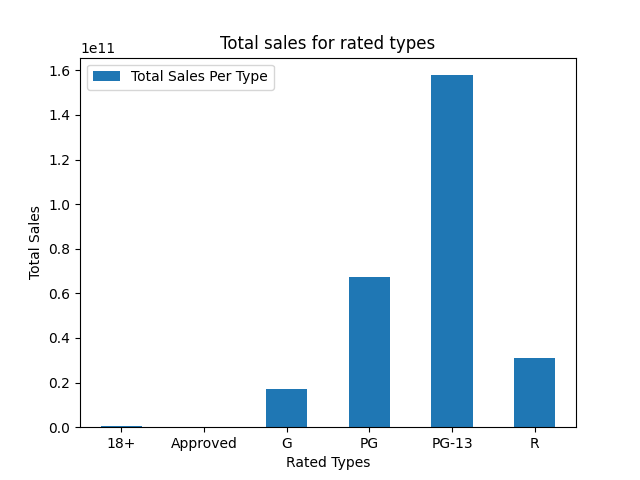 Total sales for rated types
1e11
Total Sales Per Type
1.6
1.4
1.2
1.0
0.8
0.6
0.4
0.2
0.0
Total Sales
18+ Approved G PG PG-13 R
Rated Types